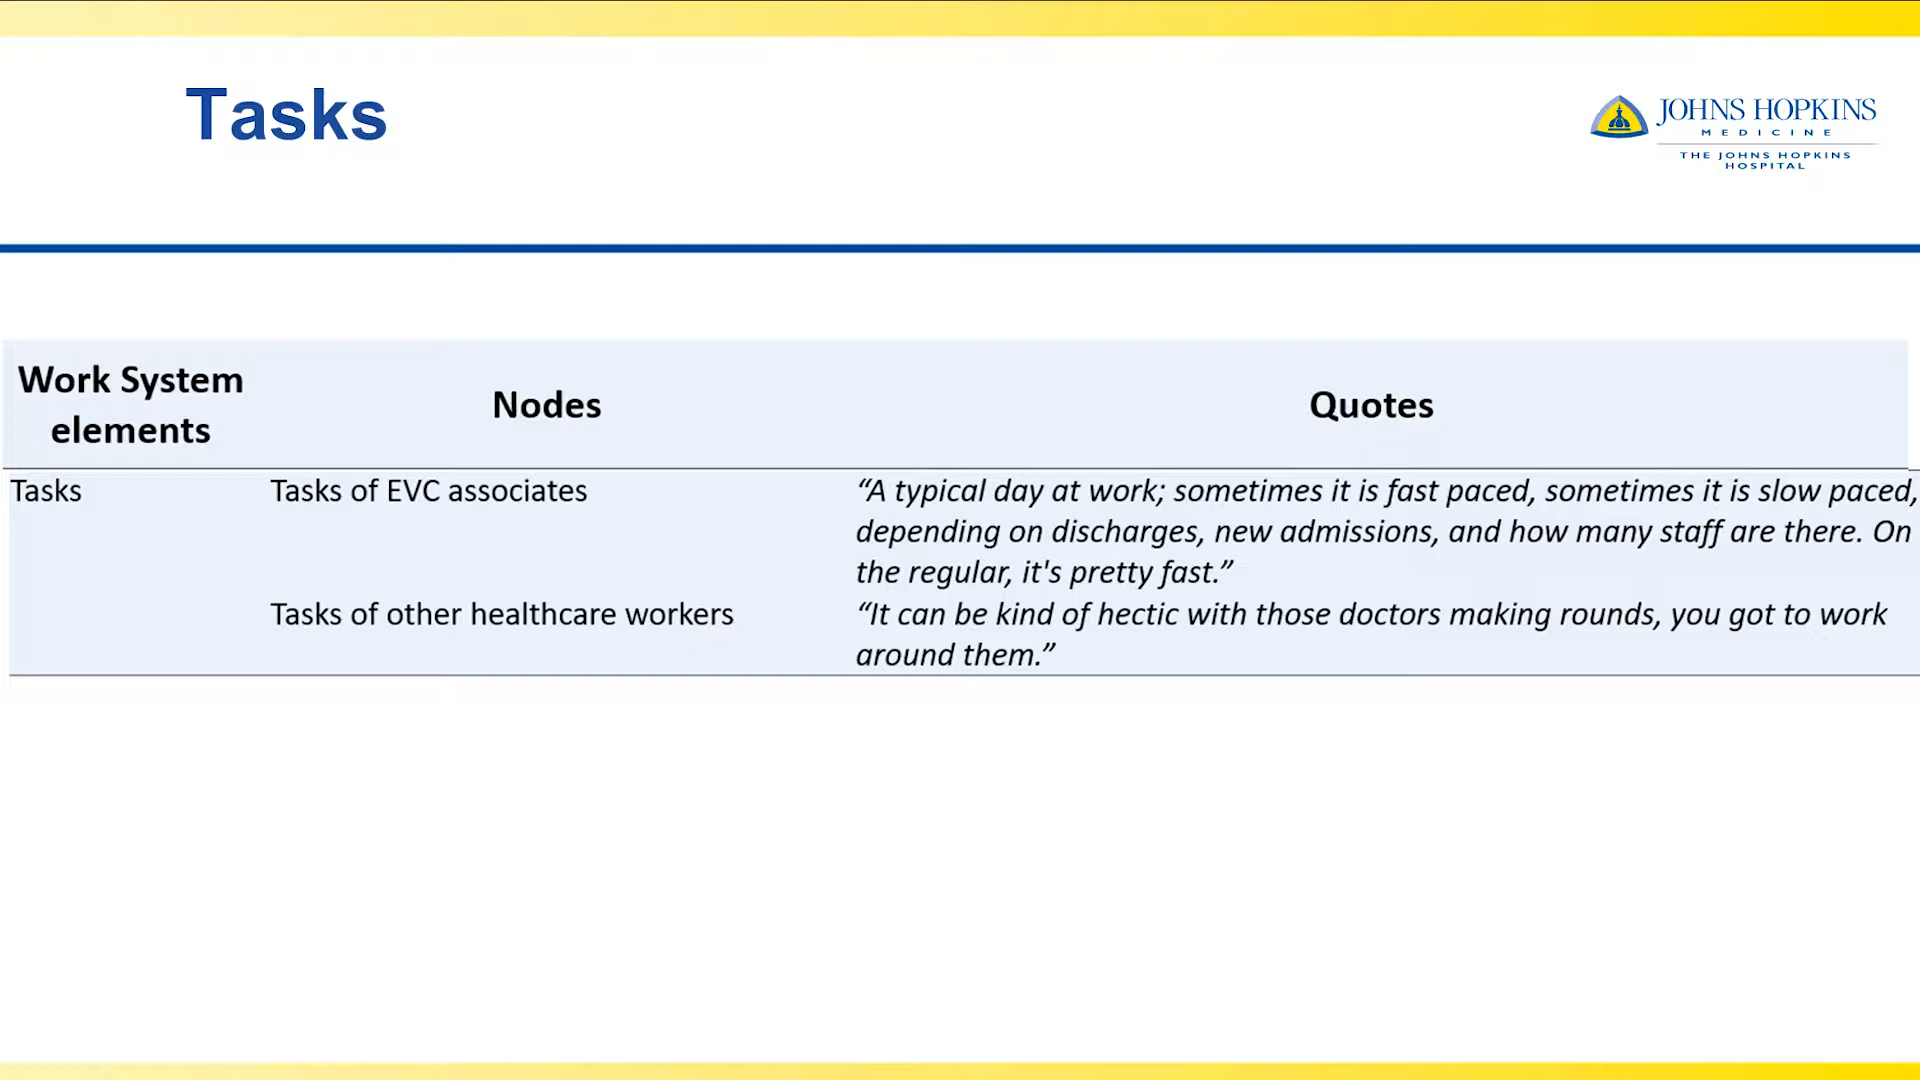 Tasks
JOHNS HOPKINS
MEDICINE
THE JOHNS HOPKINS
HOSPITAL
Work System
elements
Nodes
Quotes
Tasks
Tasks of EVC associates
“A typical day at work; sometimes it is fast paced, sometimes it is slow paced,
depending on discharges, new admissions, and how many staff are there. On
the regular, it's pretty fast.”
Tasks of other healthcare workers
“It can be kind of hectic with those doctors making rounds, you got to work
around them.”